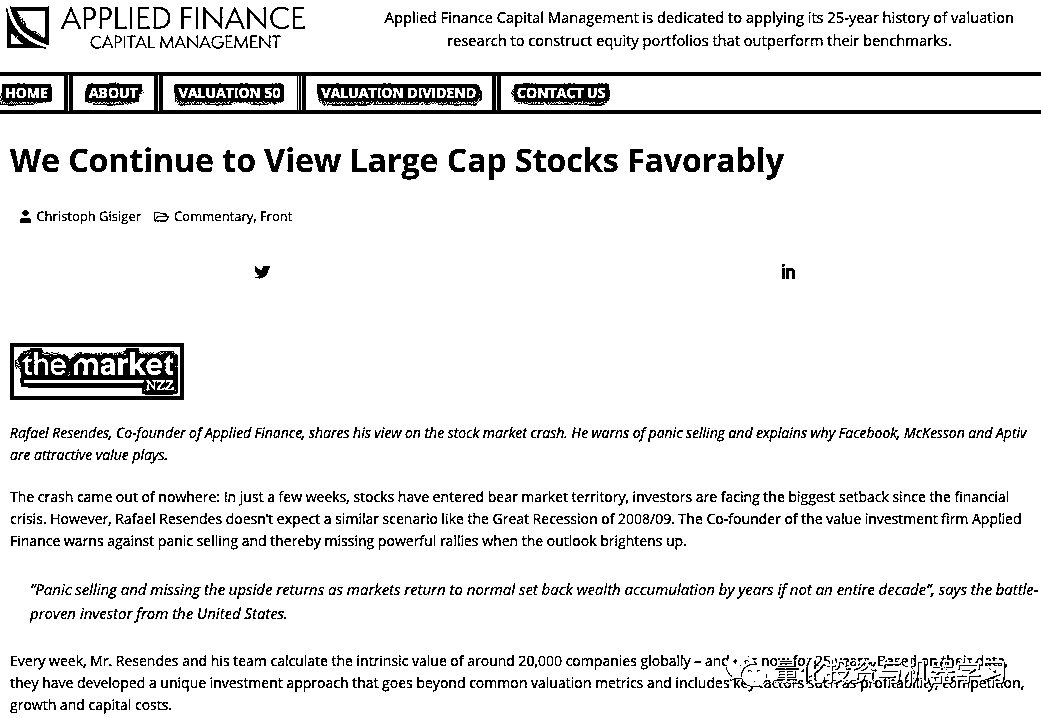 APPLIED FINANCE
CAPITAL MANAGEMENT
Applied Finance Capital Management is dedicated to applying its 25-year history of valuation
research to construct equity portfolios that outperform their benchmarks.
HOME
ABOUT
VALUATION 50
VALUATION DIVIDEND
CONTACT US
We Continue to View Large Cap Stocks Favorably
Christoph Gisiger Commentary, Front
in
the market
NZZ
Rafael Resendes, Co-founder of Applied Finance, shares his view on the stock market crash. He warns of panic selling and explains why Facebook, McKesson and Aptiv
are attractive value plays.
The crash came out of nowhere: In just a few weeks, stocks have entered bear market territory, investors are facing the biggest setback since the financial
crisis. However, Rafael Resendes doesn't expect a similar scenario like the Great Recession of 2008/09. The Co-founder of the value investment firm Applied
Finance warns against panic selling and thereby missing powerful rallies when the outlook brightens up.
“Panic selling and missing the upside returns as markets return to normal set back wealth accumulation by years if not an entire decade”, says the battle-
proven investor from the United States.
Every week, Mr. Resendes and his team calculate the intrinsic value of around 20,000 companies globally – and now for 25 years. Based on their data,
they have developed a unique investment approach that goes beyond common valuation metrics and includes key factors such as profitability, competition,
growth and capital costs.
量化投资与机器学习